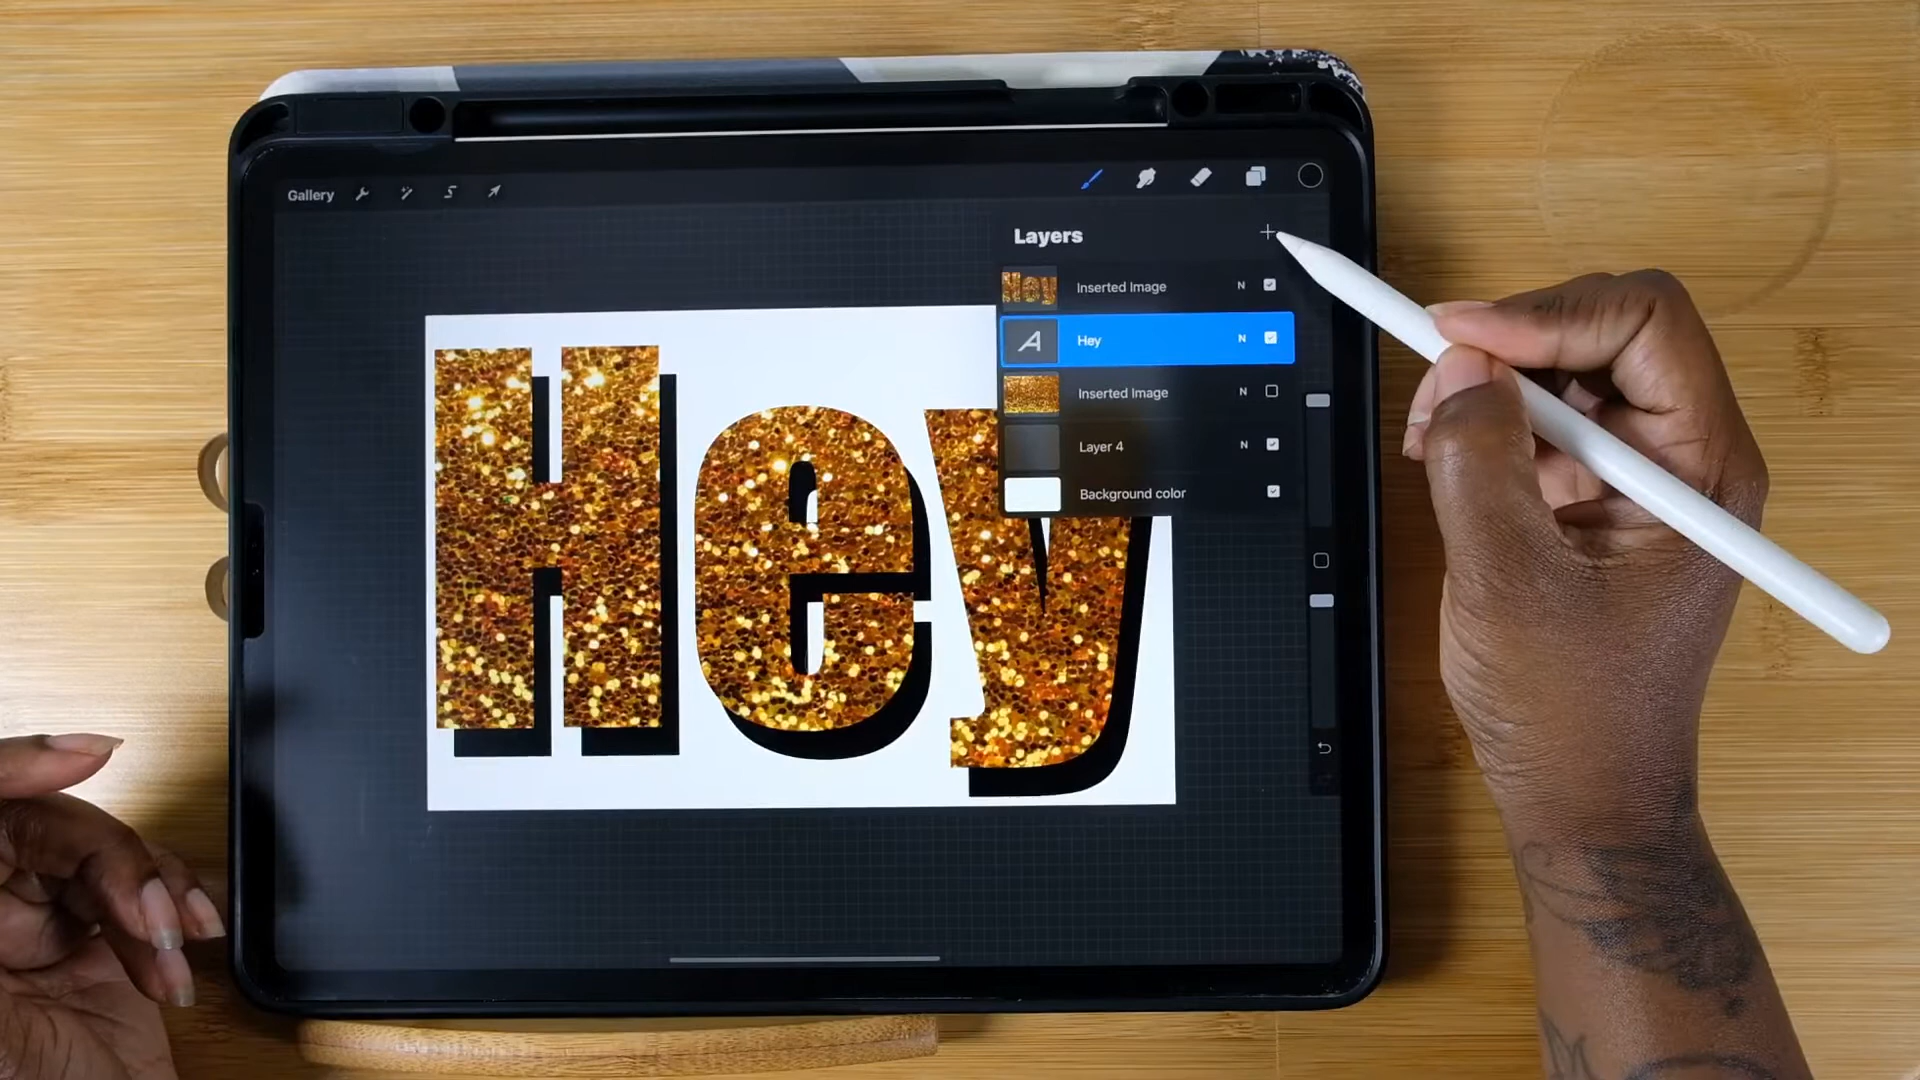 Gallery
Layers
Hey
Inserted Image N
A Hey N
Inserted Image N
Layer 4 N
Background color
Hey